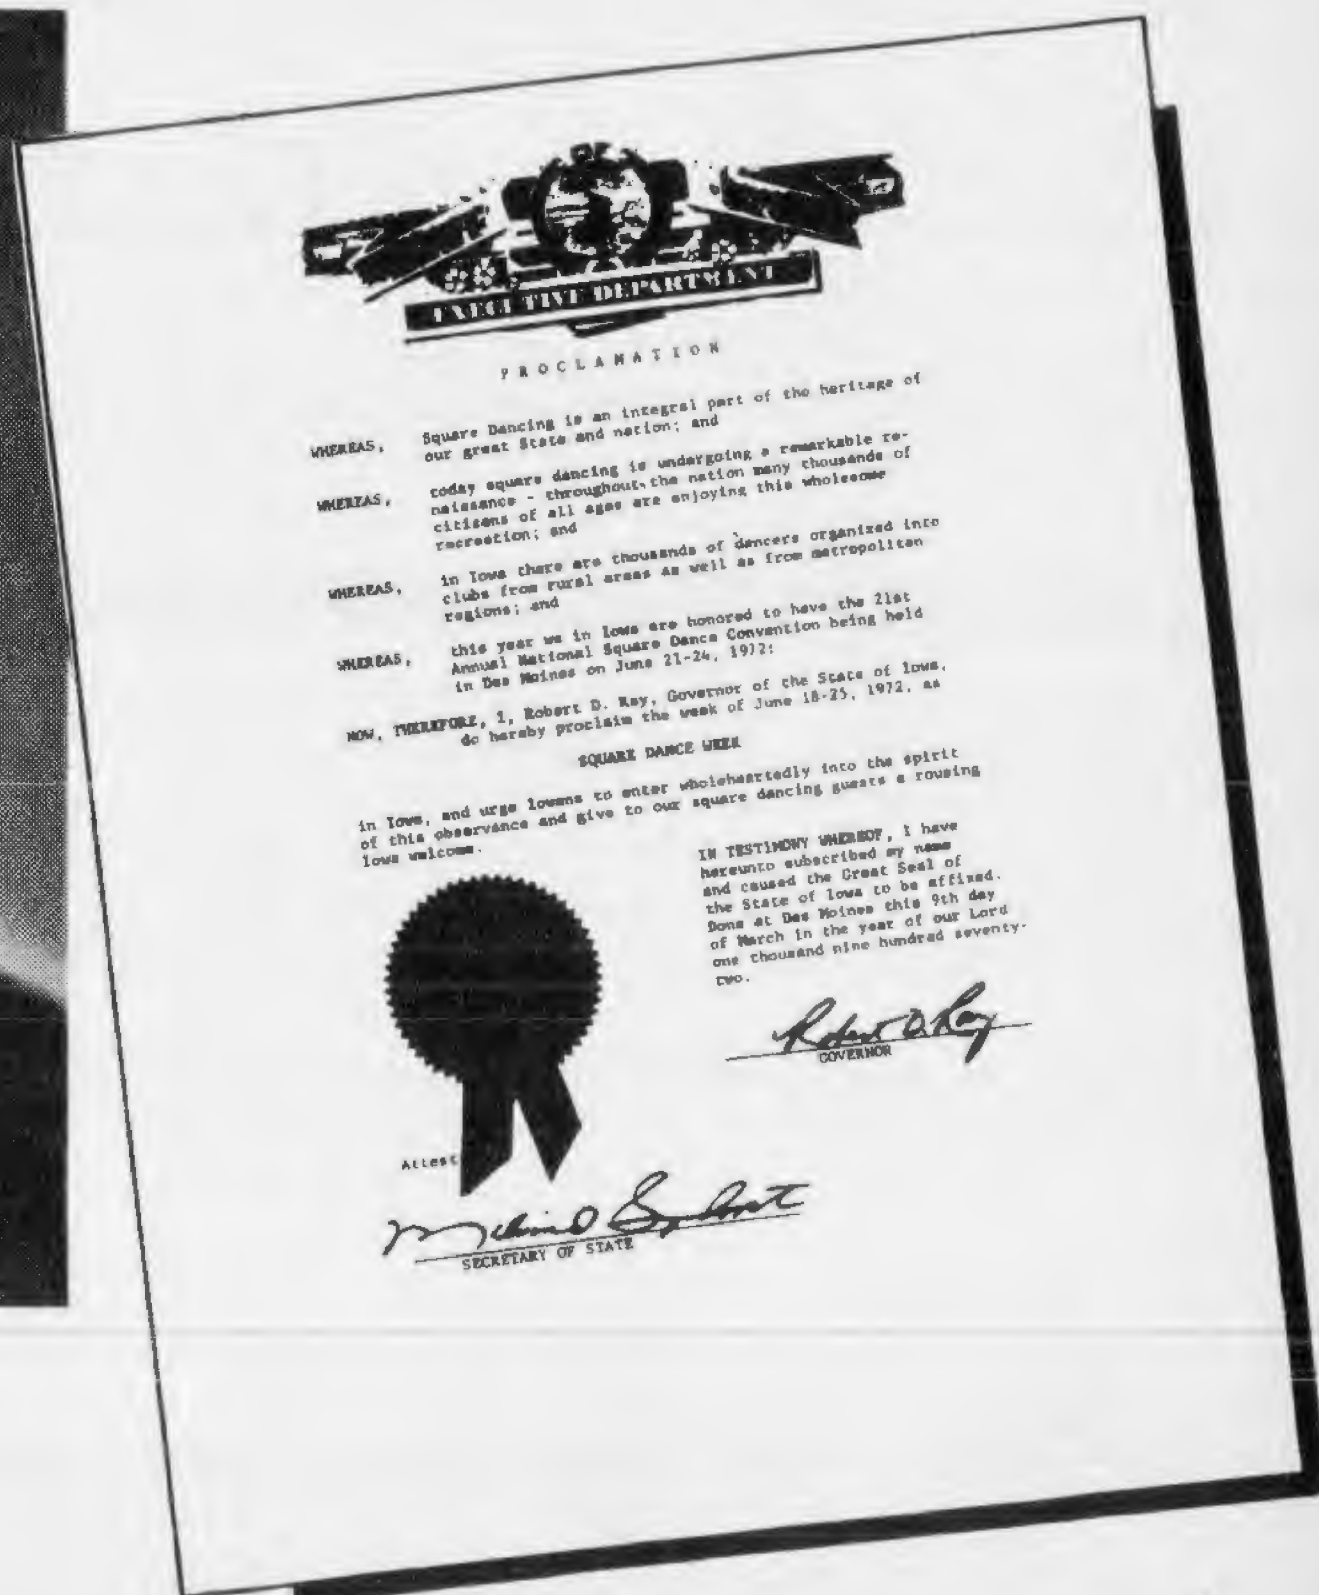 EXECUTIVE DEPARTMENT
PROCLAMATION
WHEREAS, Square Dancing is an integral part of the heritage of
our great State and nation; and
WHEREAS, today square dancing is undergoing a remarkable re-
naissance - throughout the nation many thousands of
citizens of all ages are enjoying this wholesome
recreation; and
WHEREAS, in Iowa there are thousands of dancers organized into
clubs from rural areas as well as from metropolitan
regions; and
WHEREAS, this year we in Iowa are honored to have the 21st
Annual National Square Dance Convention being held
in Des Moines on June 21-24, 1972:
NOW, THEREFORE, I, Robert D. Ray, Governor of the State of Iowa,
do hereby proclaim the week of June 18-25, 1972, as
SQUARE DANCE WEEK
in Iowa, and urge Iowans to enter wholeheartedly into the spirit
of this observance and give to our square dancing guests a rousing
Iowa welcome.
IN TESTIMONY WHEREOF, I have
hereunto subscribed my name
and caused the Great Seal of
the State of Iowa to be affixed.
Done at Des Moines this 9th day
of March in the year of our Lord
one thousand nine hundred seventy-
two.
Robert D. Ray
GOVERNOR
Attest
SECRETARY OF STATE